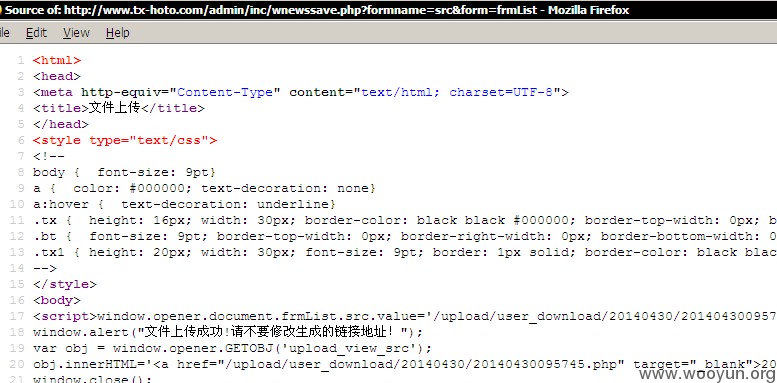 Source of: http://www.tx-hoto.com/admin/inc/wnewssave.php?formname=src&form=frmList - Mozilla Firefox
ile Edit View Help
1 <html>
2 <head>
3 <meta http-equiv="Content-Type" content="text/html; charset=UTF-8">
4 <title>文件上传</title>
5 </head>
6 <style type="text/css">
7 <!--
8 body {  font-size: 9pt}
9 a {  color: #000000; text-decoration: none}
10 a:hover {  text-decoration: underline}
11 .tx {  height: 16px; width: 30px; border-color: black black #000000; border-top-width: 0px; b
12 .bt {  font-size: 9pt; border-top-width: 0px; border-right-width: 0px; border-bottom-width: 0
13 .tx1 { height: 20px; width: 30px; font-size: 9pt; border: 1px solid; border-color: black blac
14 -->
15 </style>
16 <body>
17 <script>window.opener.document.frmList.src.value='/upload/user_download/20140430/201404300957
18 window.alert("文件上传成功!请不要修改生成的链接地址! ");
19 var obj = window.opener.GETOBJ('upload_view_src');
20 obj.innerHTML='<a href="/upload/user_download/20140430/20140430095745.php" target="_blank">20
21 window.close();
www.wooyun.org